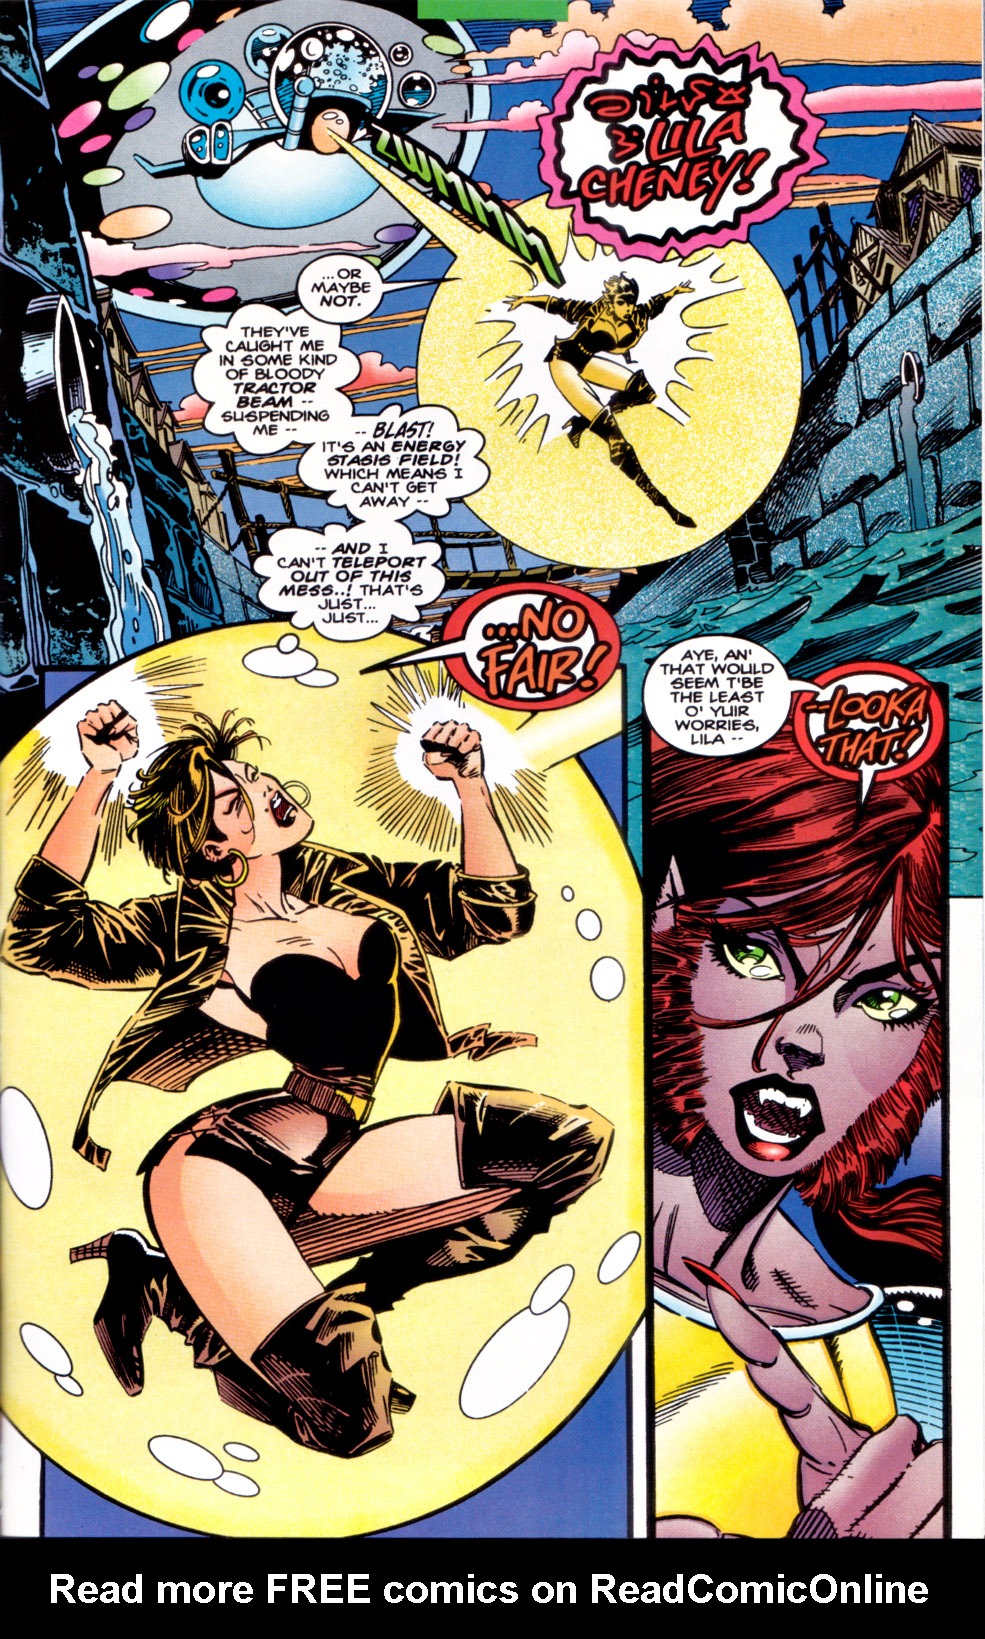 LILA
CHENEY!
ZWMMMM
...OR
MAYBE
NOT.
THEY'VE
CAUGHT ME
IN SOME KIND
OF BLOODY
TRACTOR
BEAM --
SUSPENDING
ME --
-- BLAST!
IT'S AN ENERGY
STASIS FIELD!
WHICH MEANS I
CAN'T GET
AWAY --
-- AND I
CAN'T TELEPORT
OUT OF THIS
MESS..! THAT'S
JUST...
JUST...
...NO
FAIR!
AYE, AN'
THAT WOULD
SEEM T'BE
THE LEAST
O' YUIR
WORRIES,
LILA --
--LOOKA
THAT!
Read more FREE comics on ReadComicOnline